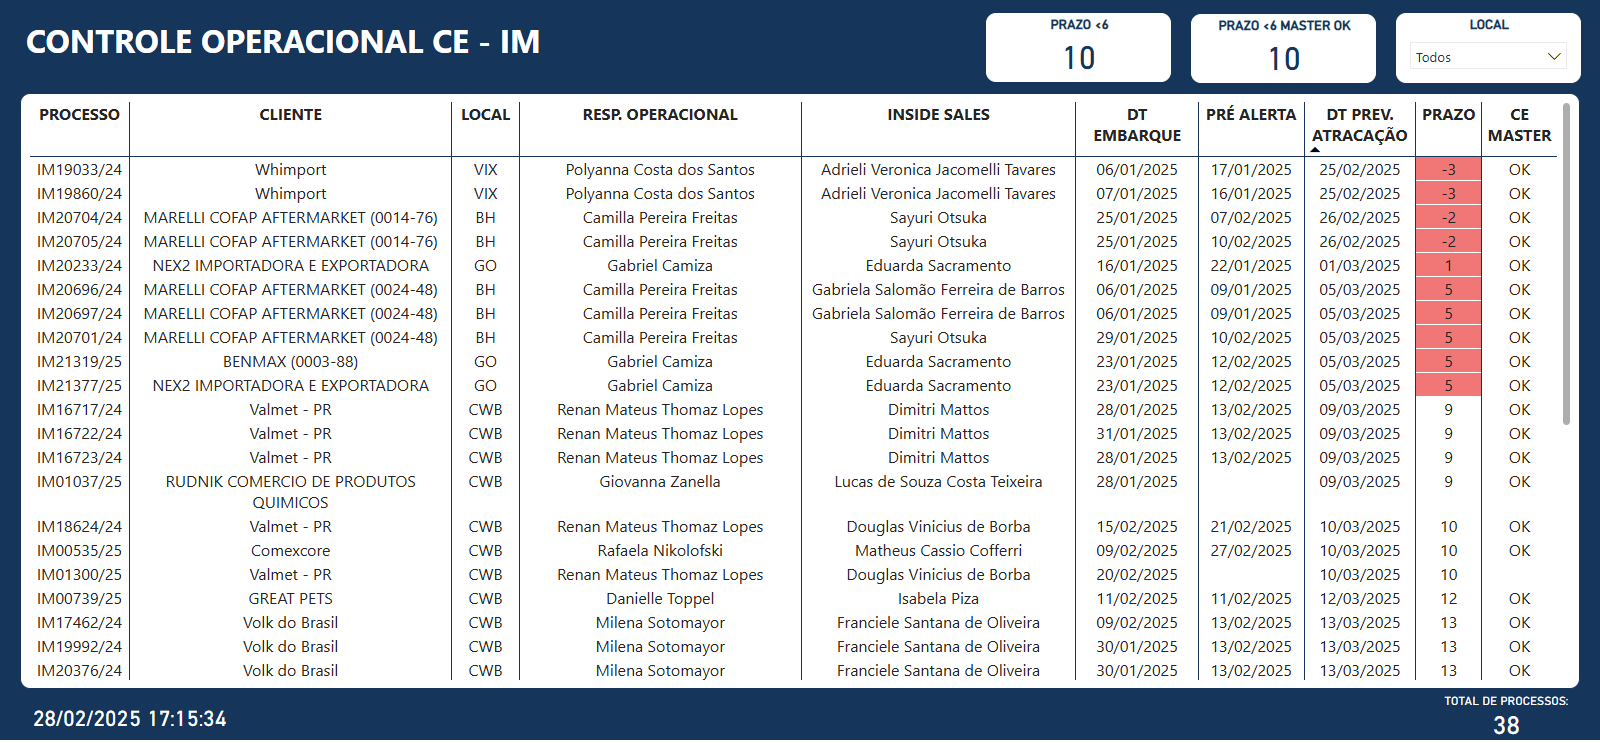 CONTROLE OPERACIONAL CE - IM
PRAZO <6
10
PRAZO <6 MASTER OK
10
LOCAL
Todos
PROCESSO CLIENTE LOCAL RESP. OPERACIONAL INSIDE SALES DT EMBARQUE PRÉ ALERTA DT PREV. ATRACAÇÃO PRAZO CE MASTER
IM19033/24 Whimport VIX Polyanna Costa dos Santos Adrieli Veronica Jacomelli Tavares 06/01/2025 17/01/2025 25/02/2025 -3 OK
IM19860/24 Whimport VIX Polyanna Costa dos Santos Adrieli Veronica Jacomelli Tavares 07/01/2025 16/01/2025 25/02/2025 -3 OK
IM20704/24 MARELLI COFAP AFTERMARKET (0014-76) BH Camilla Pereira Freitas Sayuri Otsuka 25/01/2025 07/02/2025 26/02/2025 -2 OK
IM20705/24 MARELLI COFAP AFTERMARKET (0014-76) BH Camilla Pereira Freitas Sayuri Otsuka 25/01/2025 10/02/2025 26/02/2025 -2 OK
IM20233/24 NEX2 IMPORTADORA E EXPORTADORA GO Gabriel Camiza Eduarda Sacramento 16/01/2025 22/01/2025 01/03/2025 1 OK
IM20696/24 MARELLI COFAP AFTERMARKET (0024-48) BH Camilla Pereira Freitas Gabriela Salomão Ferreira de Barros 06/01/2025 09/01/2025 05/03/2025 5 OK
IM20697/24 MARELLI COFAP AFTERMARKET (0024-48) BH Camilla Pereira Freitas Gabriela Salomão Ferreira de Barros 06/01/2025 09/01/2025 05/03/2025 5 OK
IM20701/24 MARELLI COFAP AFTERMARKET (0024-48) BH Camilla Pereira Freitas Sayuri Otsuka 29/01/2025 10/02/2025 05/03/2025 5 OK
IM21319/25 BENMAX (0003-88) GO Gabriel Camiza Eduarda Sacramento 23/01/2025 12/02/2025 05/03/2025 5 OK
IM21377/25 NEX2 IMPORTADORA E EXPORTADORA GO Gabriel Camiza Eduarda Sacramento 23/01/2025 12/02/2025 05/03/2025 5 OK
IM16717/24 Valmet - PR CWB Renan Mateus Thomaz Lopes Dimitri Mattos 28/01/2025 13/02/2025 09/03/2025 9 OK
IM16722/24 Valmet - PR CWB Renan Mateus Thomaz Lopes Dimitri Mattos 31/01/2025 13/02/2025 09/03/2025 9 OK
IM16723/24 Valmet - PR CWB Renan Mateus Thomaz Lopes Dimitri Mattos 28/01/2025 13/02/2025 09/03/2025 9 OK
IM01037/25 RUDNIK COMERCIO DE PRODUTOS QUIMICOS CWB Giovanna Zanella Lucas de Souza Costa Teixeira 28/01/2025 09/03/2025 9 OK
IM18624/24 Valmet - PR CWB Renan Mateus Thomaz Lopes Douglas Vinicius de Borba 15/02/2025 21/02/2025 10/03/2025 10 OK
IM00535/25 Comexcore CWB Rafaela Nikolofski Matheus Cassio Cofferri 09/02/2025 27/02/2025 10/03/2025 10 OK
IM01300/25 Valmet - PR CWB Renan Mateus Thomaz Lopes Douglas Vinicius de Borba 20/02/2025 10/03/2025 10
IM00739/25 GREAT PETS CWB Danielle Toppel Isabela Piza 11/02/2025 11/02/2025 12/03/2025 12 OK
IM17462/24 Volk do Brasil CWB Milena Sotomayor Franciele Santana de Oliveira 09/02/2025 13/02/2025 13/03/2025 13 OK
IM19992/24 Volk do Brasil CWB Milena Sotomayor Franciele Santana de Oliveira 30/01/2025 13/02/2025 13/03/2025 13 OK
IM20376/24 Volk do Brasil CWB Milena Sotomayor Franciele Santana de Oliveira 30/01/2025 13/02/2025 13/03/2025 13 OK
28/02/2025 17:15:34
TOTAL DE PROCESSOS:
38